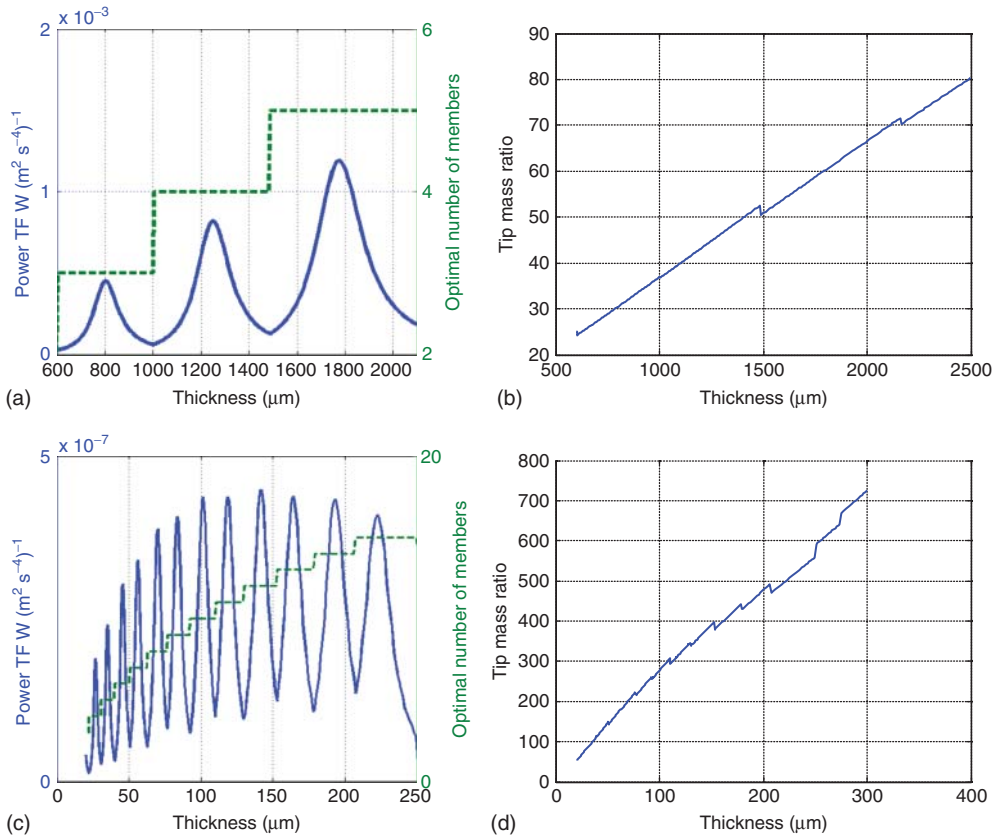 x 10⁻³
2
1
0
6
4
2
600 800 1000 1200 1400 1600 1800 2000
Power TF W (m² s⁻⁴)⁻¹
Optimal number of members
Thickness (μm)
(a)
90
80
70
60
50
40
30
20
500 1000 1500 2000 2500
Tip mass ratio
Thickness (μm)
(b)
x 10⁻⁷
5
0
20
0
0 50 100 150 200 250
Power TF W (m² s⁻⁴)⁻¹
Optimal number of members
Thickness (μm)
(c)
800
700
600
500
400
300
200
100
0
0 100 200 300 400
Tip mass ratio
Thickness (μm)
(d)